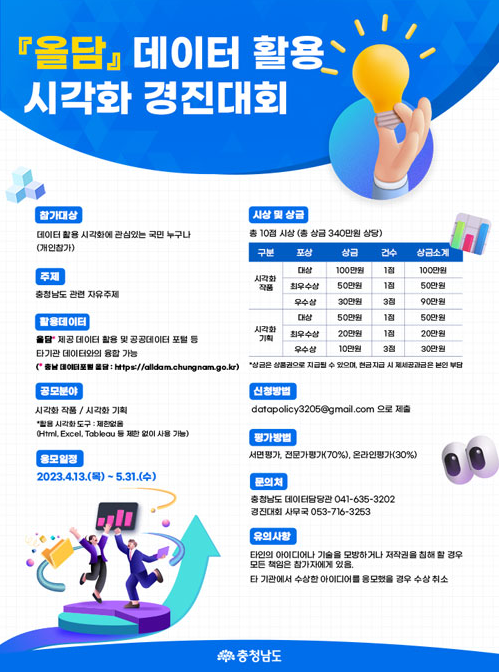 『올담』 데이터 활용
시각화 경진대회
참가대상
데이터 활용 시각화에 관심있는 국민 누구나
(개인참가)
주제
충청남도 관련 자유주제
활용데이터
올담* 제공 데이터 활용 및 공공데이터 포털 등
타기관 데이터와의 융합 가능
(* 충남 데이터포털 올담 : https://alldam.chungnam.go.kr)
공모분야
시각화 작품 / 시각화 기획
*활용 시각화 도구 : 제한없음
(Html, Excel, Tableau 등 제한 없이 사용 가능)
응모일정
2023.4.13.(목) ~ 5.31.(수)
시상 및 상금
총 10점 시상 (총 상금 340만원 상당)
구분 포상 상금 건수 상금소계
시각화 작품 대상 100만원 1점 100만원
최우수상 50만원 1점 50만원
우수상 30만원 3점 90만원
시각화 기획 대상 50만원 1점 50만원
최우수상 20만원 1점 20만원
우수상 10만원 3점 30만원
*상금은 상품권으로 지급될 수 있으며, 현금지급 시 제세공과금은 본인 부담
신청방법
datapolicy3205@gmail.com 으로 제출
평가방법
서면평가, 전문가평가(70%), 온라인평가(30%)
문의처
충청남도 데이터담당관 041-635-3202
경진대회 사무국 053-716-3253
유의사항
타인의 아이디어나 기술을 모방하거나 저작권을 침해 할 경우
모든 책임은 참가자에게 있음.
타 기관에서 수상한 아이디어를 응모했을 경우 수상 취소
충청남도